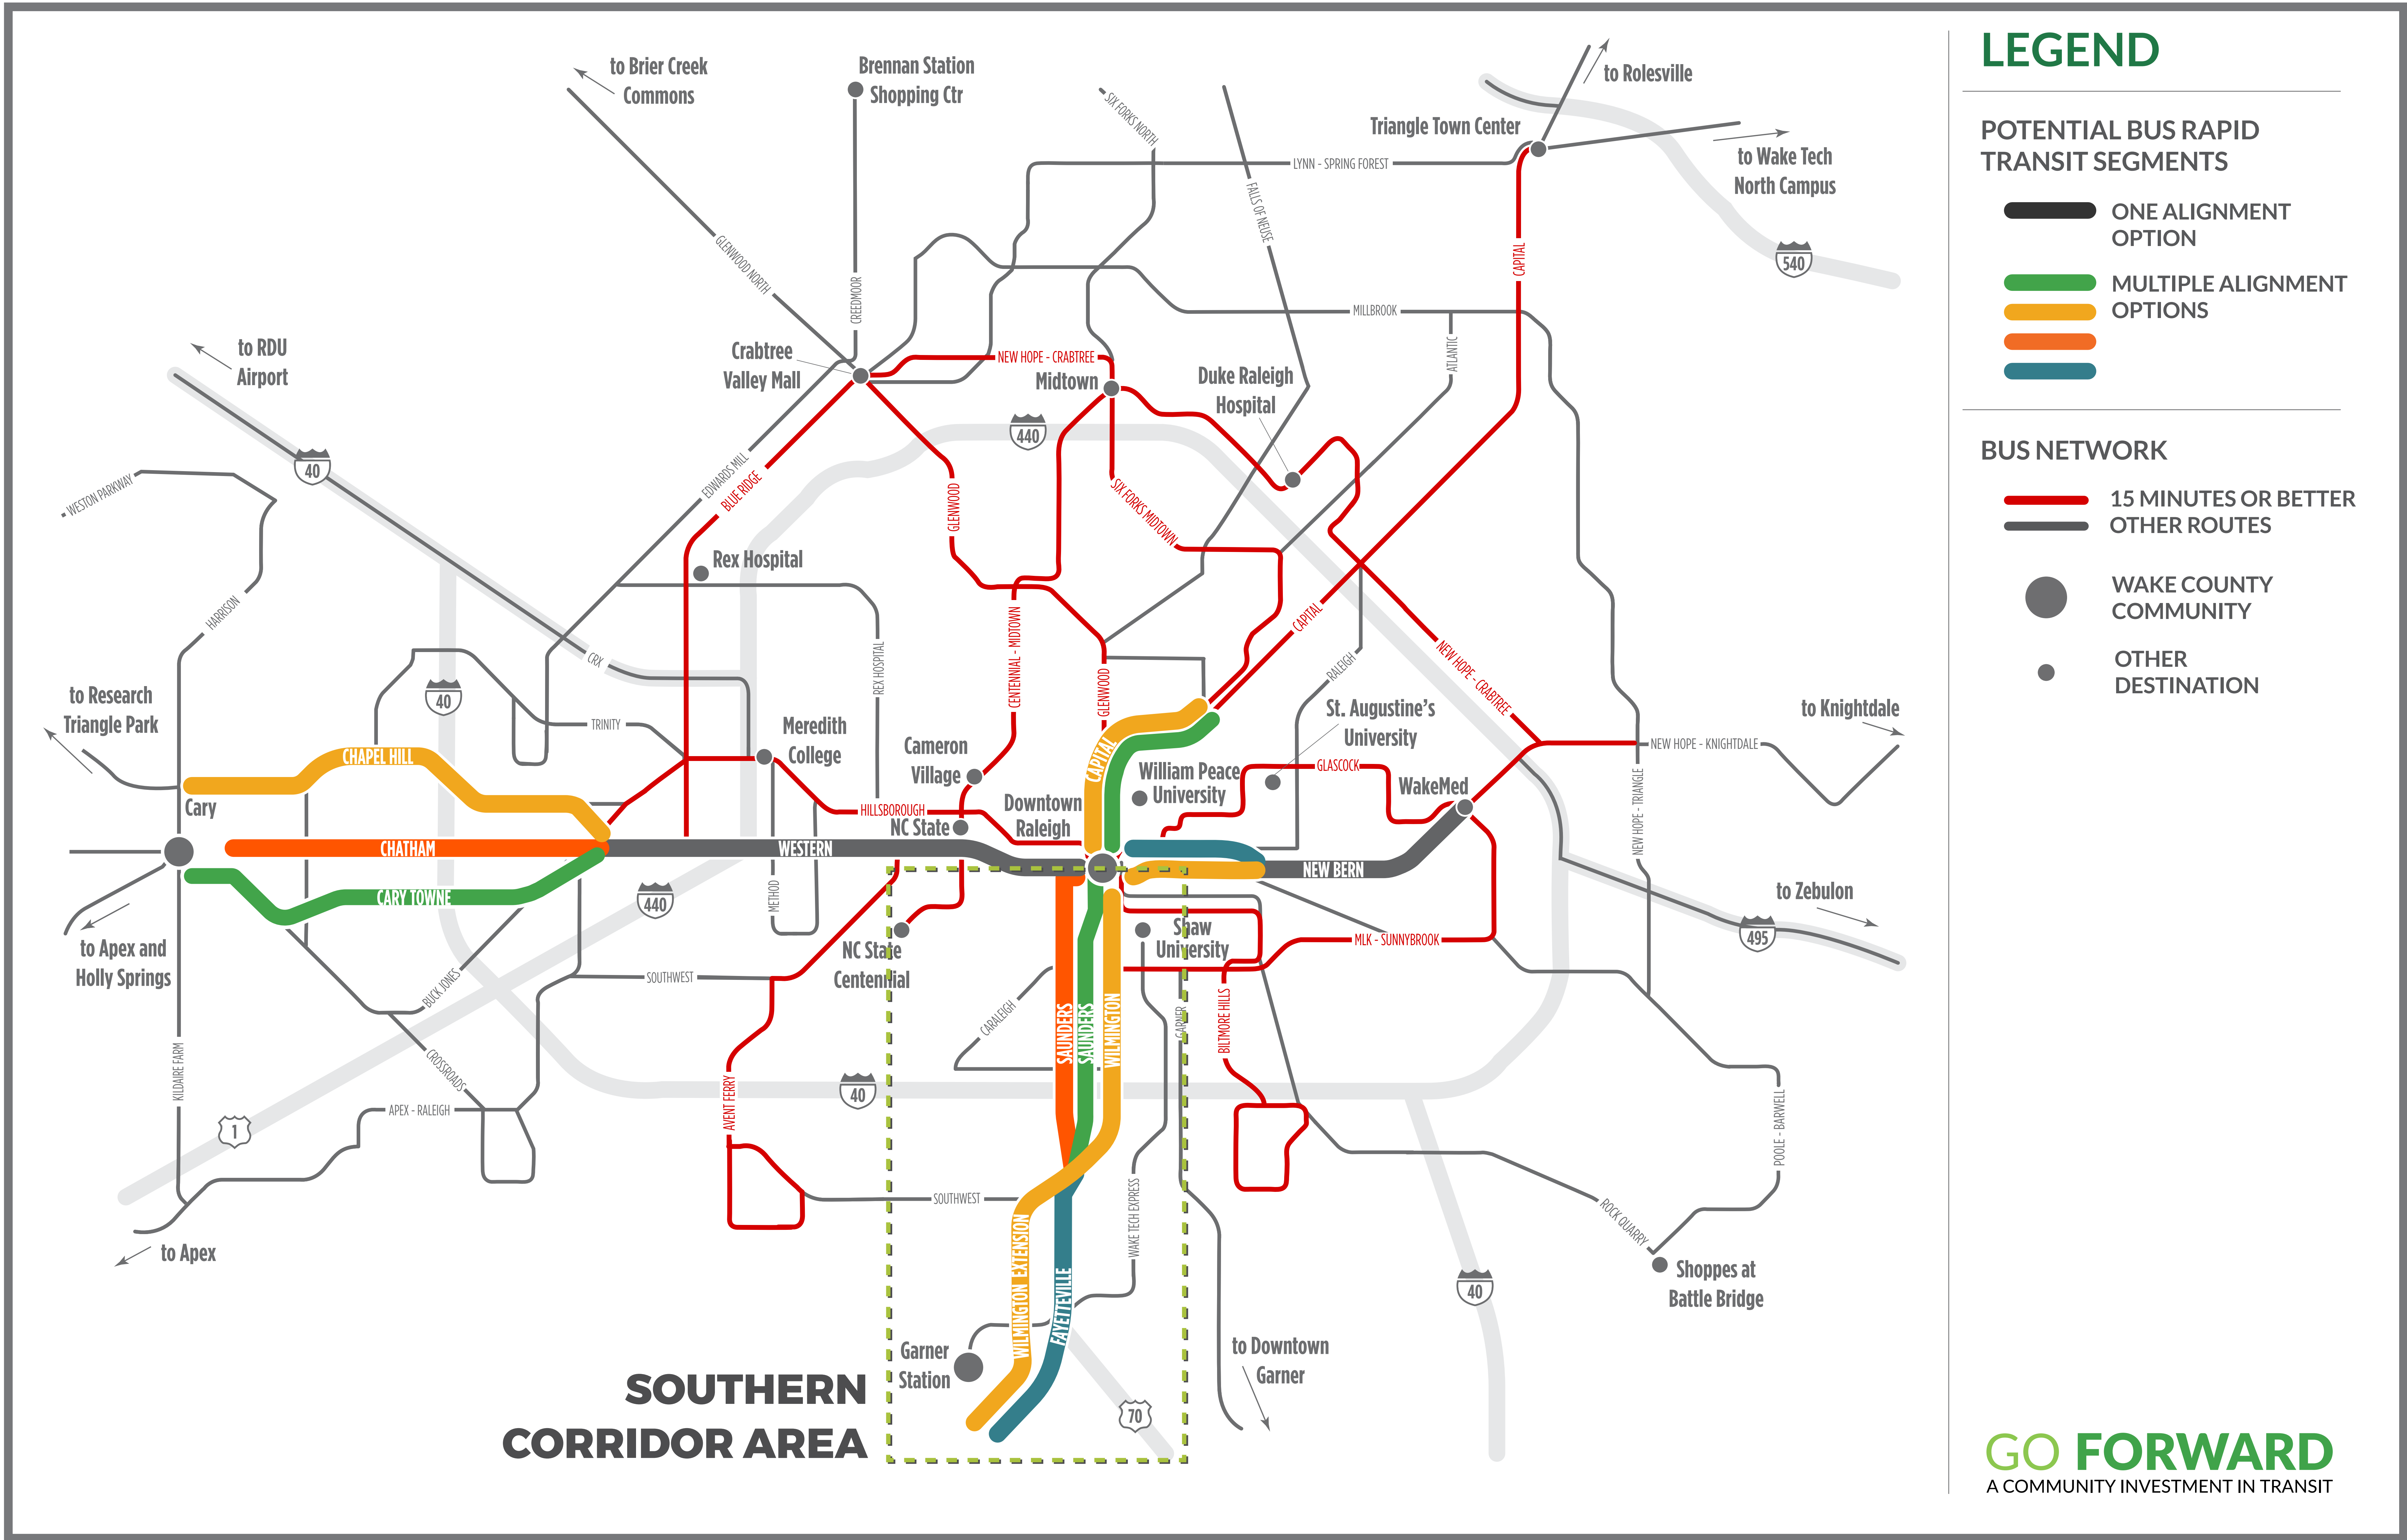 to Brier Creek
Commons
Brennan Station
Shopping Ctr
SIX FORKS NORTH
to Rolesville
Triangle Town Center
to Wake Tech
North Campus
LYNN - SPRING FOREST
FALLS OF NEUSE
GLENWOOD NORTH
CREEDMOOR
CAPITAL
540
MILLBROOK
ATLANTIC
to RDU
Airport
Crabtree
Valley Mall
NEW HOPE - CRABTREE
Midtown
Duke Raleigh
Hospital
440
40
EDWARDS MILL
BLUE RIDGE
WESTON PARKWAY
GLENWOOD
SIX FORKS MIDTOWN
Rex Hospital
HARRISON
CRX
REX HOSPITAL
CENTENNIAL - MIDTOWN
GLENWOOD
CAPITAL
RALEIGH
NEW HOPE - CRABTREE
40
to Research
Triangle Park
TRINITY
Meredith
College
Cameron
Village
St. Augustine's
University
to Knightdale
NEW HOPE - KNIGHTDALE
CHAPEL HILL
CAPITAL
William Peace
University
GLASCOCK
WakeMed
NEW HOPE - TRIANGLE
Cary
HILLSBOROUGH
NC State
Downtown
Raleigh
CHATHAM
WESTERN
NEW BERN
CARY TOWNE
440
METHOD
to Zebulon
495
to Apex and
Holly Springs
NC State
Centennial
Shaw
University
MLK - SUNNYBROOK
BUCK JONES
SOUTHWEST
CARALEIGH
SAUNDERS
SAUNDERS
WILMINGTON
GARNER
BILTMORE HILLS
KILDAIRE FARM
CROSSROADS
APEX - RALEIGH
AVENT FERRY
40
1
POOLE - BARWELL
SOUTHWEST
WAKE TECH EXPRESS
ROCK QUARRY
to Apex
WILMINGTON EXTENSION
FAYETTEVILLE
Shoppes at
Battle Bridge
40
Garner
Station
to Downtown
Garner
70
SOUTHERN
CORRIDOR AREA
LEGEND
POTENTIAL BUS RAPID
TRANSIT SEGMENTS
ONE ALIGNMENT
OPTION
MULTIPLE ALIGNMENT
OPTIONS
BUS NETWORK
15 MINUTES OR BETTER
OTHER ROUTES
WAKE COUNTY
COMMUNITY
OTHER
DESTINATION
GO FORWARD
A COMMUNITY INVESTMENT IN TRANSIT